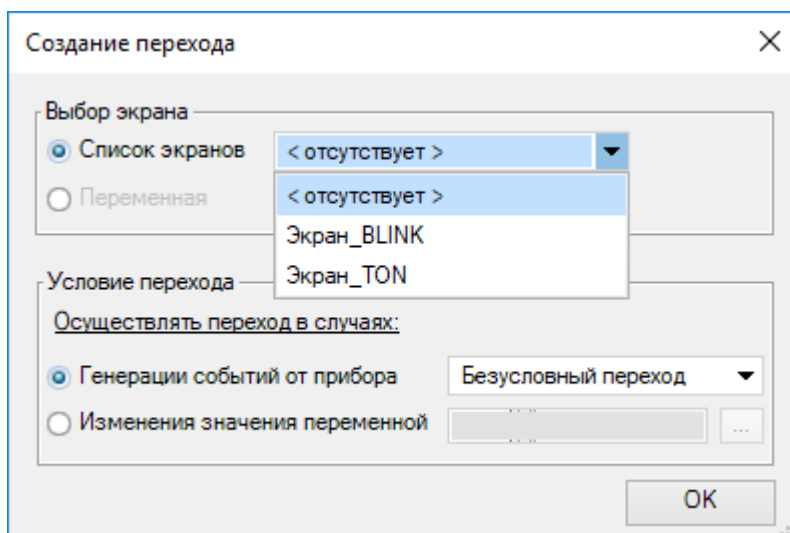 Создание перехода
Выбор экрана
Список экранов < отсутствует >
Переменная < отсутствует >
Экран_BLINK
Экран_TON
Условие перехода
Осуществлять переход в случаях:
Генерации событий от прибора Безусловный переход
Изменения значения переменной ...
OK